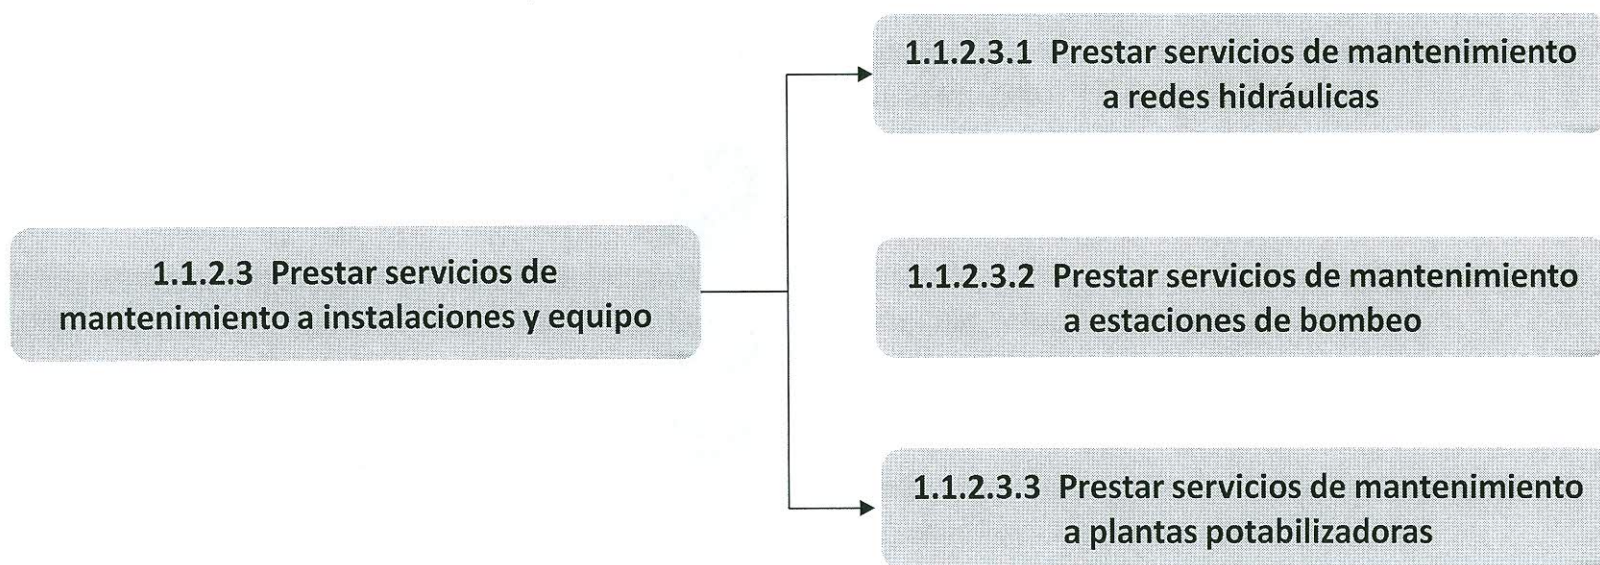 1.1.2.3.1 Prestar servicios de mantenimiento
a redes hidráulicas
1.1.2.3 Prestar servicios de
mantenimiento a instalaciones y equipo
1.1.2.3.2 Prestar servicios de mantenimiento
a estaciones de bombeo
1.1.2.3.3 Prestar servicios de mantenimiento
a plantas potabilizadoras